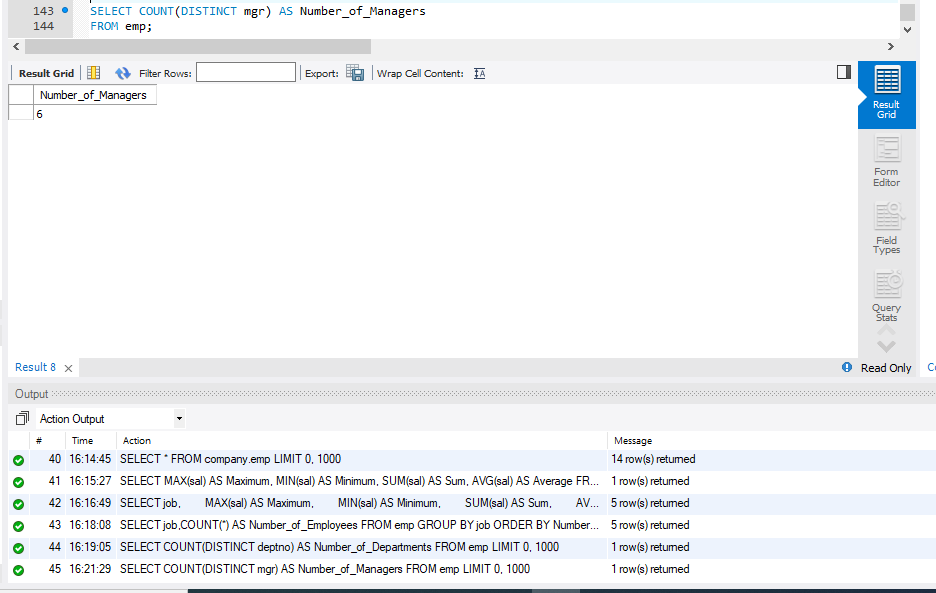 143 SELECT COUNT(DISTINCT mgr) AS Number_of_Managers
144 FROM emp;
Result Grid Filter Rows: Export: Wrap Cell Content: IA
Number_of_Managers
6
Result
Grid
Form
Editor
Field
Types
Query
Stats
Result 8 × Read Only
Output
Action Output
# Time Action Message
40 16:14:45 SELECT * FROM company.emp LIMIT 0, 1000 14 row(s) returned
41 16:15:27 SELECT MAX(sal) AS Maximum, MIN(sal) AS Minimum, SUM(sal) AS Sum, AVG(sal) AS Average FR... 1 row(s) returned
42 16:16:49 SELECT job, MAX(sal) AS Maximum, MIN(sal) AS Minimum, SUM(sal) AS Sum, AV... 5 row(s) returned
43 16:18:08 SELECT job,COUNT(*) AS Number_of_Employees FROM emp GROUP BY job ORDER BY Number... 5 row(s) returned
44 16:19:05 SELECT COUNT(DISTINCT deptno) AS Number_of_Departments FROM emp LIMIT 0, 1000 1 row(s) returned
45 16:21:29 SELECT COUNT(DISTINCT mgr) AS Number_of_Managers FROM emp LIMIT 0, 1000 1 row(s) returned